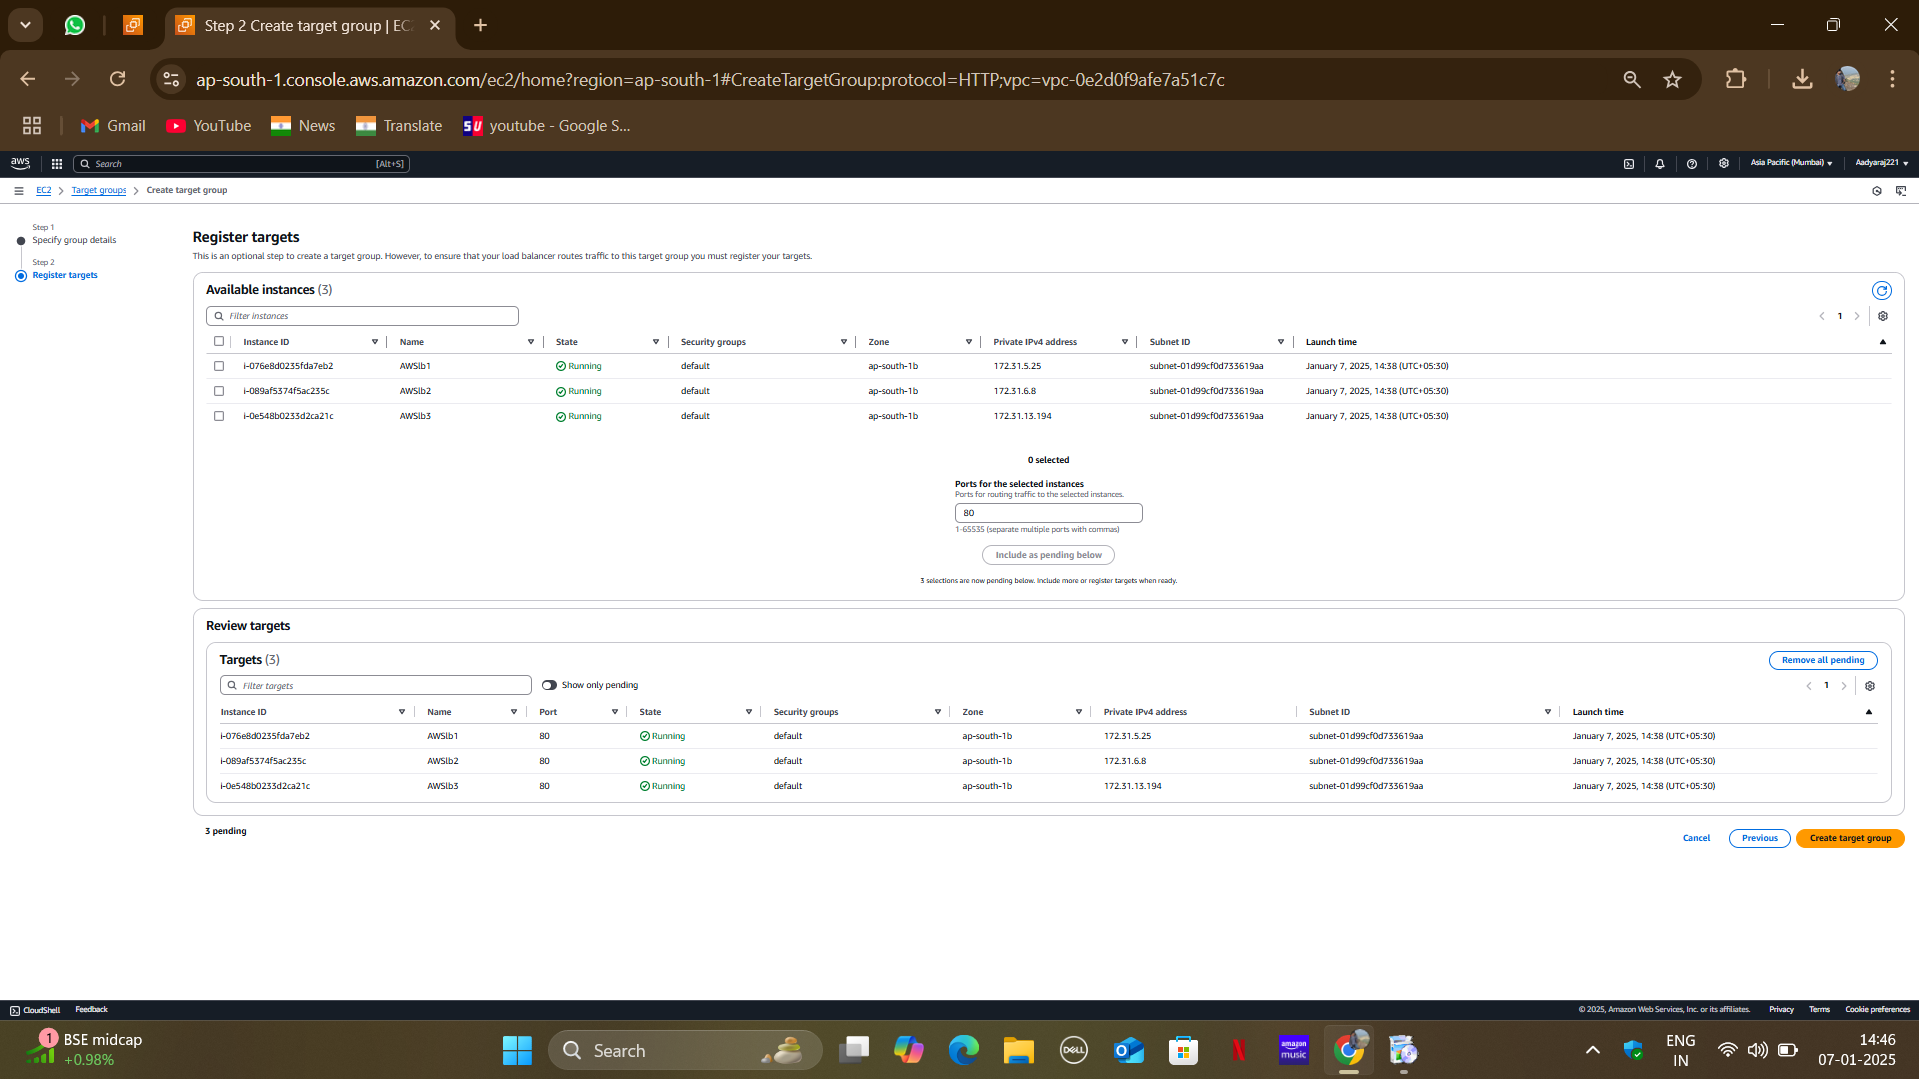 Step 2 Create target group | EC
ap-south-1.console.aws.amazon.com/ec2/home?region=ap-south-1#CreateTargetGroup:protocol=HTTP;vpc=vpc-0e2d0f9afe7a51c7c
Gmail YouTube News Translate SU youtube - Google S...
aws Search [Alt+S] Asia Pacific (Mumbai) Aadyaraj221
EC2 > Target groups > Create target group
Step 1
Specify group details
Step 2
Register targets
Register targets
This is an optional step to create a target group. However, to ensure that your load balancer routes traffic to this target group you must register your targets.
Available instances (3)
Filter instances 1
Instance ID Name State Security groups Zone Private IPv4 address Subnet ID Launch time
i-076e8d0235fda7eb2 AWSlb1 Running default ap-south-1b 172.31.5.25 subnet-01d99cf0d733619aa January 7, 2025, 14:38 (UTC+05:30)
i-089af5374f5ac235c AWSlb2 Running default ap-south-1b 172.31.6.8 subnet-01d99cf0d733619aa January 7, 2025, 14:38 (UTC+05:30)
i-0e548b0233d2ca21c AWSlb3 Running default ap-south-1b 172.31.13.194 subnet-01d99cf0d733619aa January 7, 2025, 14:38 (UTC+05:30)
0 selected
Ports for the selected instances
Ports for routing traffic to the selected instances.
80
1-65535 (separate multiple ports with commas)
Include as pending below
3 selections are now pending below. Include more or register targets when ready.
Review targets
Targets (3) Remove all pending
Filter targets Show only pending 1
Instance ID Name Port State Security groups Zone Private IPv4 address Subnet ID Launch time
i-076e8d0235fda7eb2 AWSlb1 80 Running default ap-south-1b 172.31.5.25 subnet-01d99cf0d733619aa January 7, 2025, 14:38 (UTC+05:30)
i-089af5374f5ac235c AWSlb2 80 Running default ap-south-1b 172.31.6.8 subnet-01d99cf0d733619aa January 7, 2025, 14:38 (UTC+05:30)
i-0e548b0233d2ca21c AWSlb3 80 Running default ap-south-1b 172.31.13.194 subnet-01d99cf0d733619aa January 7, 2025, 14:38 (UTC+05:30)
3 pending
Cancel Previous Create target group
CloudShell Feedback © 2025, Amazon Web Services, Inc. or its affiliates. Privacy Terms Cookie preferences
1 BSE midcap
+0.98%
Search
DELL
amazon music
ENG
IN
14:46
07-01-2025